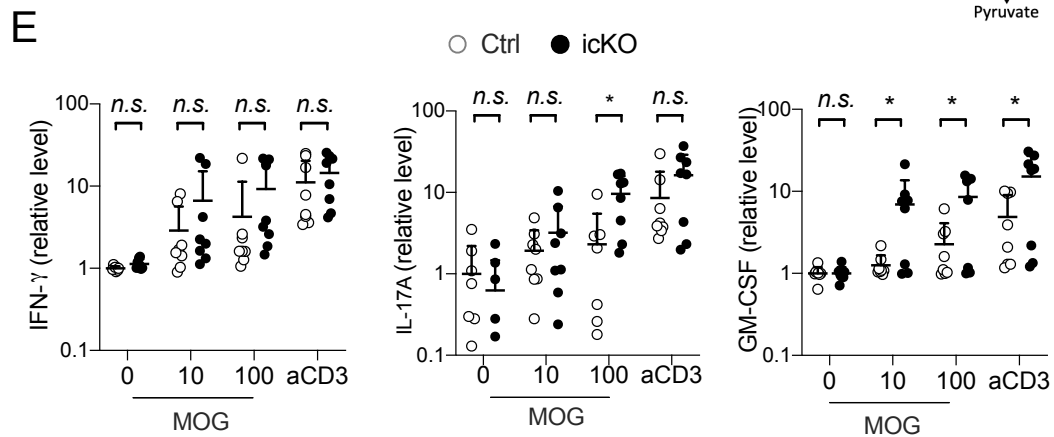 Pyruvate
E
Ctrl icKO
IFN-γ (relative level)
100
10
1
0.1
n.s. n.s. n.s. n.s.
0 10 100 aCD3
MOG
IL-17A (relative level)
100
10
1
0.1
n.s. n.s. * n.s.
0 10 100 aCD3
MOG
GM-CSF (relative level)
100
10
1
0.1
n.s. * * *
0 10 100 aCD3
MOG